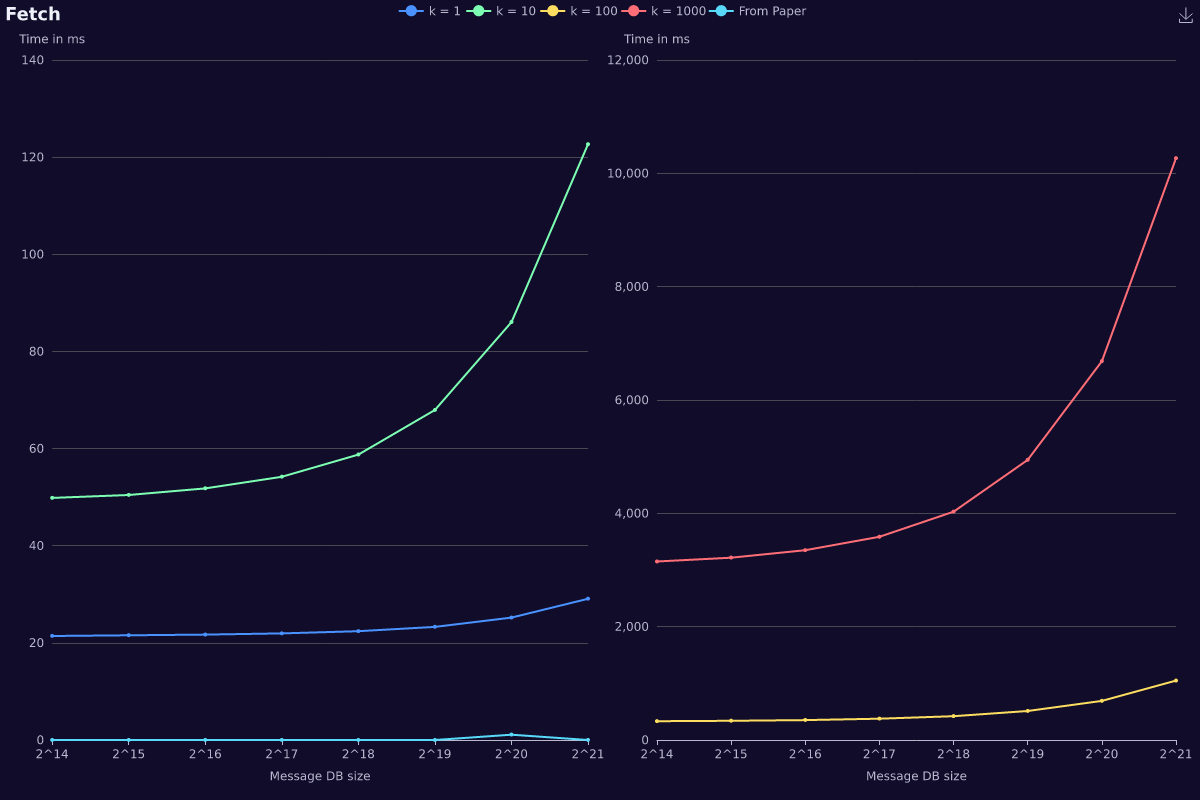 Fetch
k = 1 k = 10 k = 100 k = 1000 From Paper
Time in ms
140
120
100
80
60
40
20
0
2^14 2^15 2^16 2^17 2^18 2^19 2^20 2^21
Message DB size
Time in ms
12,000
10,000
8,000
6,000
4,000
2,000
0
2^14 2^15 2^16 2^17 2^18 2^19 2^20 2^21
Message DB size